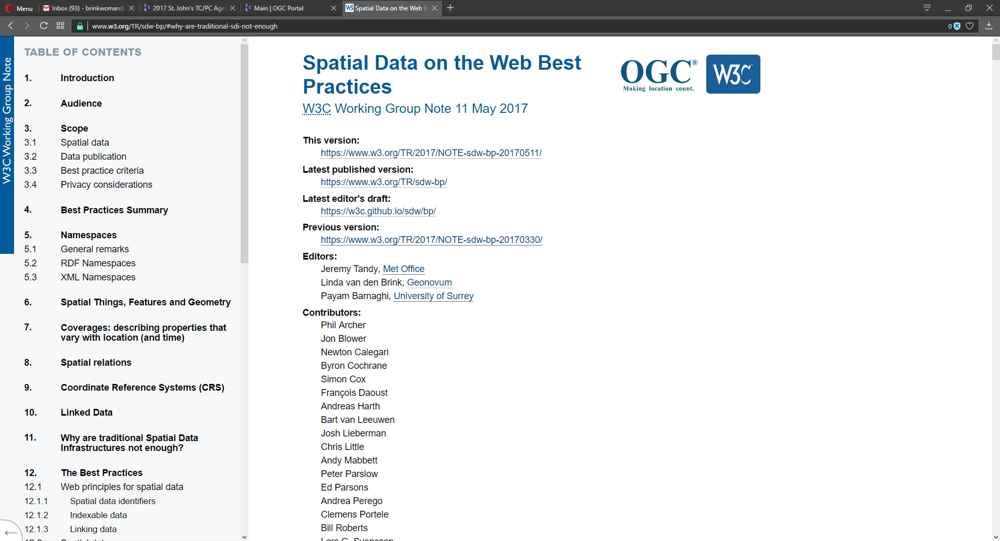 Menu
Inbox (93) - brinkwoman@
2017 St. John's TC/PC Age
Main | OGC Portal
Spatial Data on the Web B
www.w3.org/TR/sdw-bp/#why-are-traditional-sdi-not-enough
0
W3C Working Group Note
TABLE OF CONTENTS
1. Introduction
2. Audience
3. Scope
3.1 Spatial data
3.2 Data publication
3.3 Best practice criteria
3.4 Privacy considerations
4. Best Practices Summary
5. Namespaces
5.1 General remarks
5.2 RDF Namespaces
5.3 XML Namespaces
6. Spatial Things, Features and Geometry
7. Coverages: describing properties that
vary with location (and time)
8. Spatial relations
9. Coordinate Reference Systems (CRS)
10. Linked Data
11. Why are traditional Spatial Data
Infrastructures not enough?
12. The Best Practices
12.1 Web principles for spatial data
12.1.1 Spatial data identifiers
12.1.2 Indexable data
12.1.3 Linking data
Spatial Data on the Web Best
Practices
W3C Working Group Note 11 May 2017
OGC®
Making location count.
W3C
This version:
https://www.w3.org/TR/2017/NOTE-sdw-bp-20170511/
Latest published version:
https://www.w3.org/TR/sdw-bp/
Latest editor's draft:
https://w3c.github.io/sdw/bp/
Previous version:
https://www.w3.org/TR/2017/NOTE-sdw-bp-20170330/
Editors:
Jeremy Tandy, Met Office
Linda van den Brink, Geonovum
Payam Barnaghi, University of Surrey
Contributors:
Phil Archer
Jon Blower
Newton Calegari
Byron Cochrane
Simon Cox
François Daoust
Andreas Harth
Bart van Leeuwen
Josh Lieberman
Chris Little
Andy Mabbett
Peter Parslow
Ed Parsons
Andrea Perego
Clemens Portele
Bill Roberts
Lars G. Svensson